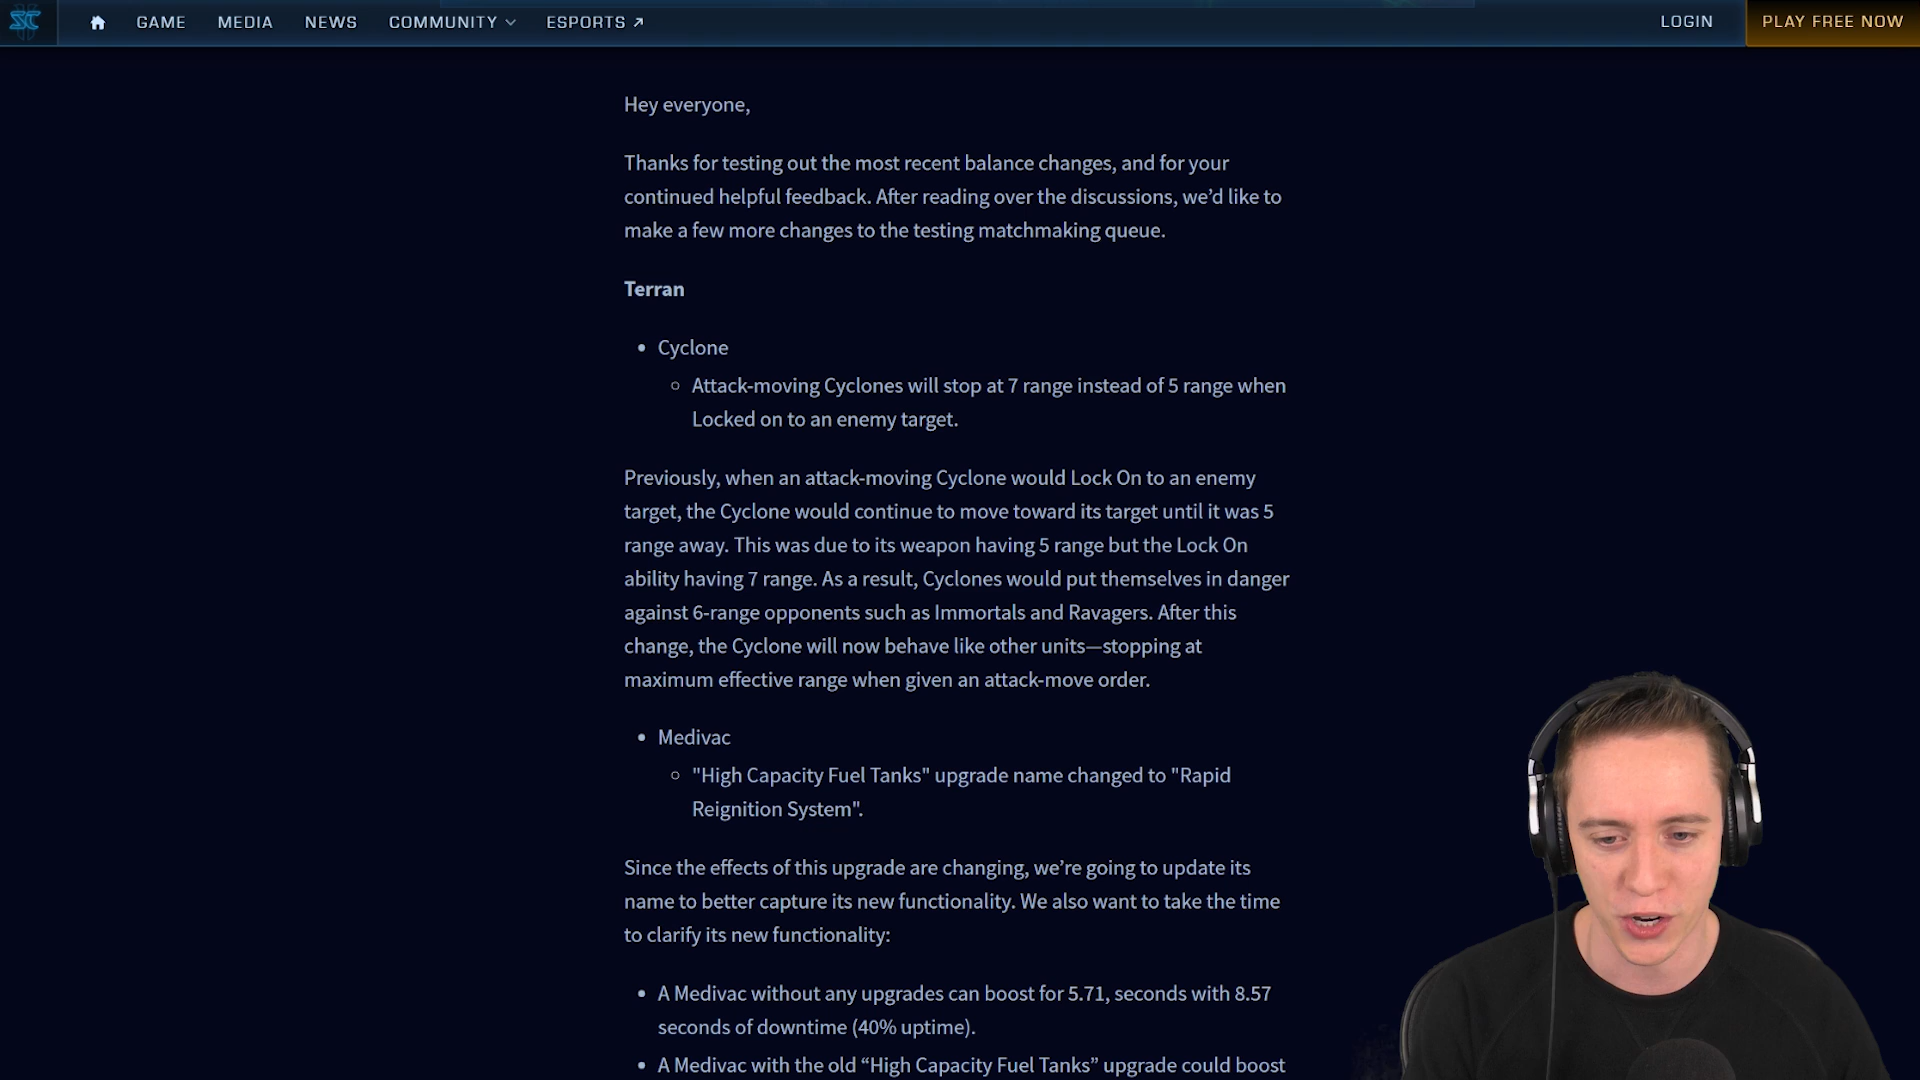 SC GAME MEDIA NEWS COMMUNITY ESPORTS LOGIN PLAY FREE NOW
Hey everyone,
Thanks for testing out the most recent balance changes, and for your
continued helpful feedback. After reading over the discussions, we’d like to
make a few more changes to the testing matchmaking queue.
Terran
• Cyclone
○ Attack-moving Cyclones will stop at 7 range instead of 5 range when
Locked on to an enemy target.
Previously, when an attack-moving Cyclone would Lock On to an enemy
target, the Cyclone would continue to move toward its target until it was 5
range away. This was due to its weapon having 5 range but the Lock On
ability having 7 range. As a result, Cyclones would put themselves in danger
against 6-range opponents such as Immortals and Ravagers. After this
change, the Cyclone will now behave like other units—stopping at
maximum effective range when given an attack-move order.
• Medivac
○ "High Capacity Fuel Tanks" upgrade name changed to "Rapid
Reignition System".
Since the effects of this upgrade are changing, we’re going to update its
name to better capture its new functionality. We also want to take the time
to clarify its new functionality:
• A Medivac without any upgrades can boost for 5.71, seconds with 8.57
seconds of downtime (40% uptime).
• A Medivac with the old “High Capacity Fuel Tanks” upgrade could boost